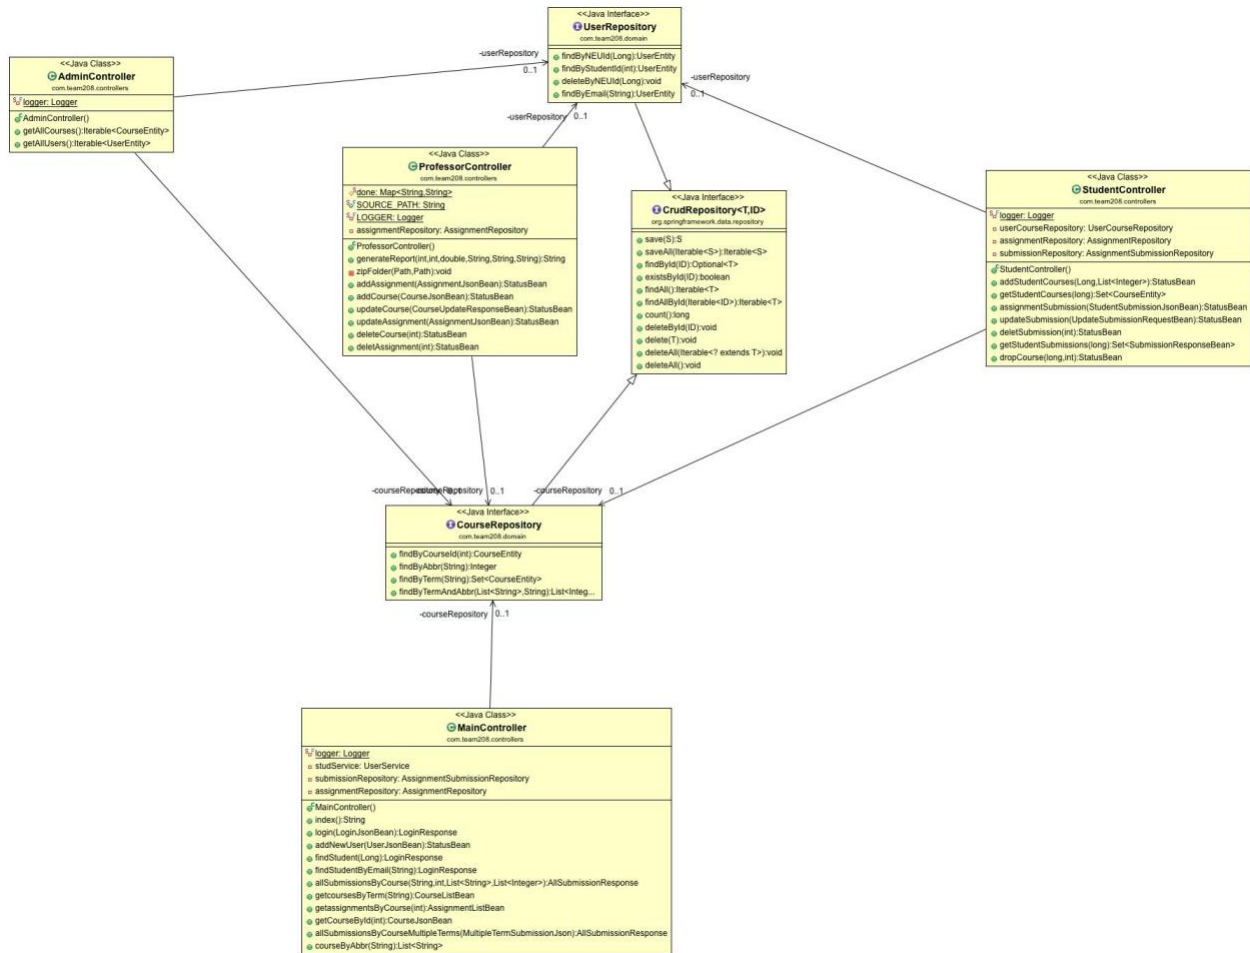 <<Java Interface>>
UserRepository
com.team208.domain
findByNEUId(Long):UserEntity
findByStudentId(int):UserEntity
deleteByNEUId(Long):void
findByEmail(String):UserEntity
-userRepository
0..1
-userRepository
0..1
-userRepository
0..1
<<Java Class>>
AdminController
com.team208.controllers
logger: Logger
AdminController()
getAllCourses():Iterable<CourseEntity>
getAllUsers():Iterable<UserEntity>
<<Java Class>>
ProfessorController
com.team208.controllers
done: Map<String,String>
SOURCE_PATH: String
LOGGER: Logger
assignmentRepository: AssignmentRepository
ProfessorController()
generateReport(int,int,double,String,String,String):String
zipFolder(Path,Path):void
addAssignment(AssignmentJsonBean):StatusBean
addCourse(CourseJsonBean):StatusBean
updateCourse(CourseUpdateResponseBean):StatusBean
updateAssignment(AssignmentJsonBean):StatusBean
deleteCourse(int):StatusBean
deletAssignment(int):StatusBean
<<Java Interface>>
CrudRepository<T,ID>
org.springframework.data.repository
save(S):S
saveAll(Iterable<S>):Iterable<S>
findById(ID):Optional<T>
existsById(ID):boolean
findAll():Iterable<T>
findAllById(Iterable<ID>):Iterable<T>
count():long
deleteById(ID):void
delete(T):void
deleteAll(Iterable<? extends T>):void
deleteAll():void
<<Java Class>>
StudentController
com.team208.controllers
logger: Logger
userCourseRepository: UserCourseRepository
assignmentRepository: AssignmentRepository
submissionRepository: AssignmentSubmissionRepository
StudentController()
addStudentCourses(Long,List<Integer>):StatusBean
getStudentCourses(long):Set<CourseEntity>
assignmentSubmission(StudentSubmissionJsonBean):StatusBean
updateSubmission(UpdateSubmissionRequestBean):StatusBean
deletSubmission(int):StatusBean
getStudentSubmissions(long):Set<SubmissionResponseBean>
dropCourse(long,int):StatusBean
-courseRepository
0..1
-courseRepository
0..1
-courseRepository
0..1
<<Java Interface>>
CourseRepository
com.team208.domain
findByCourseId(int):CourseEntity
findByAbbr(String):Integer
findByTerm(String):Set<CourseEntity>
findByTermAndAbbr(List<String>,String):List<Integ...
-courseRepository
0..1
<<Java Class>>
MainController
com.team208.controllers
logger: Logger
studService: UserService
submissionRepository: AssignmentSubmissionRepository
assignmentRepository: AssignmentRepository
MainController()
index():String
login(LoginJsonBean):LoginResponse
addNewUser(UserJsonBean):StatusBean
findStudent(Long):LoginResponse
findStudentByEmail(String):LoginResponse
allSubmissionsByCourse(String,int,List<String>,List<Integer>):AllSubmissionResponse
getcoursesByTerm(String):CourseListBean
getassignmentsByCourse(int):AssignmentListBean
getCourseById(int):CourseJsonBean
allSubmissionsByCourseMultipleTerms(MultipleTermSubmissionJson):AllSubmissionResponse
courseByAbbr(String):List<String>